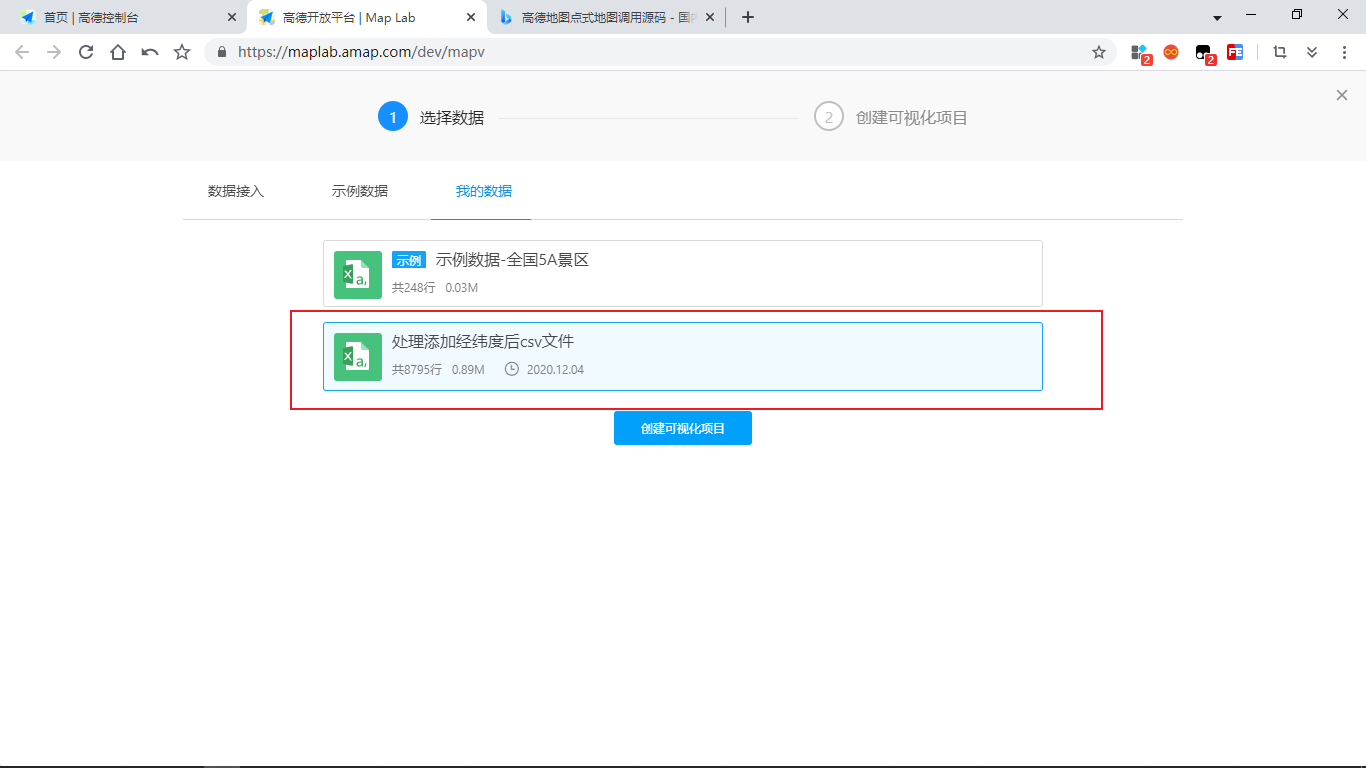 首页 | 高德控制台
高德开放平台 | Map Lab
高德地图点式地图调用源码 - 国
https://maplab.amap.com/dev/mapv
2
2
FE
1 选择数据
2 创建可视化项目
数据接入 示例数据 我的数据
示例 示例数据-全国5A景区
共248行 0.03M
处理添加经纬度后csv文件
共8795行 0.89M 2020.12.04
创建可视化项目